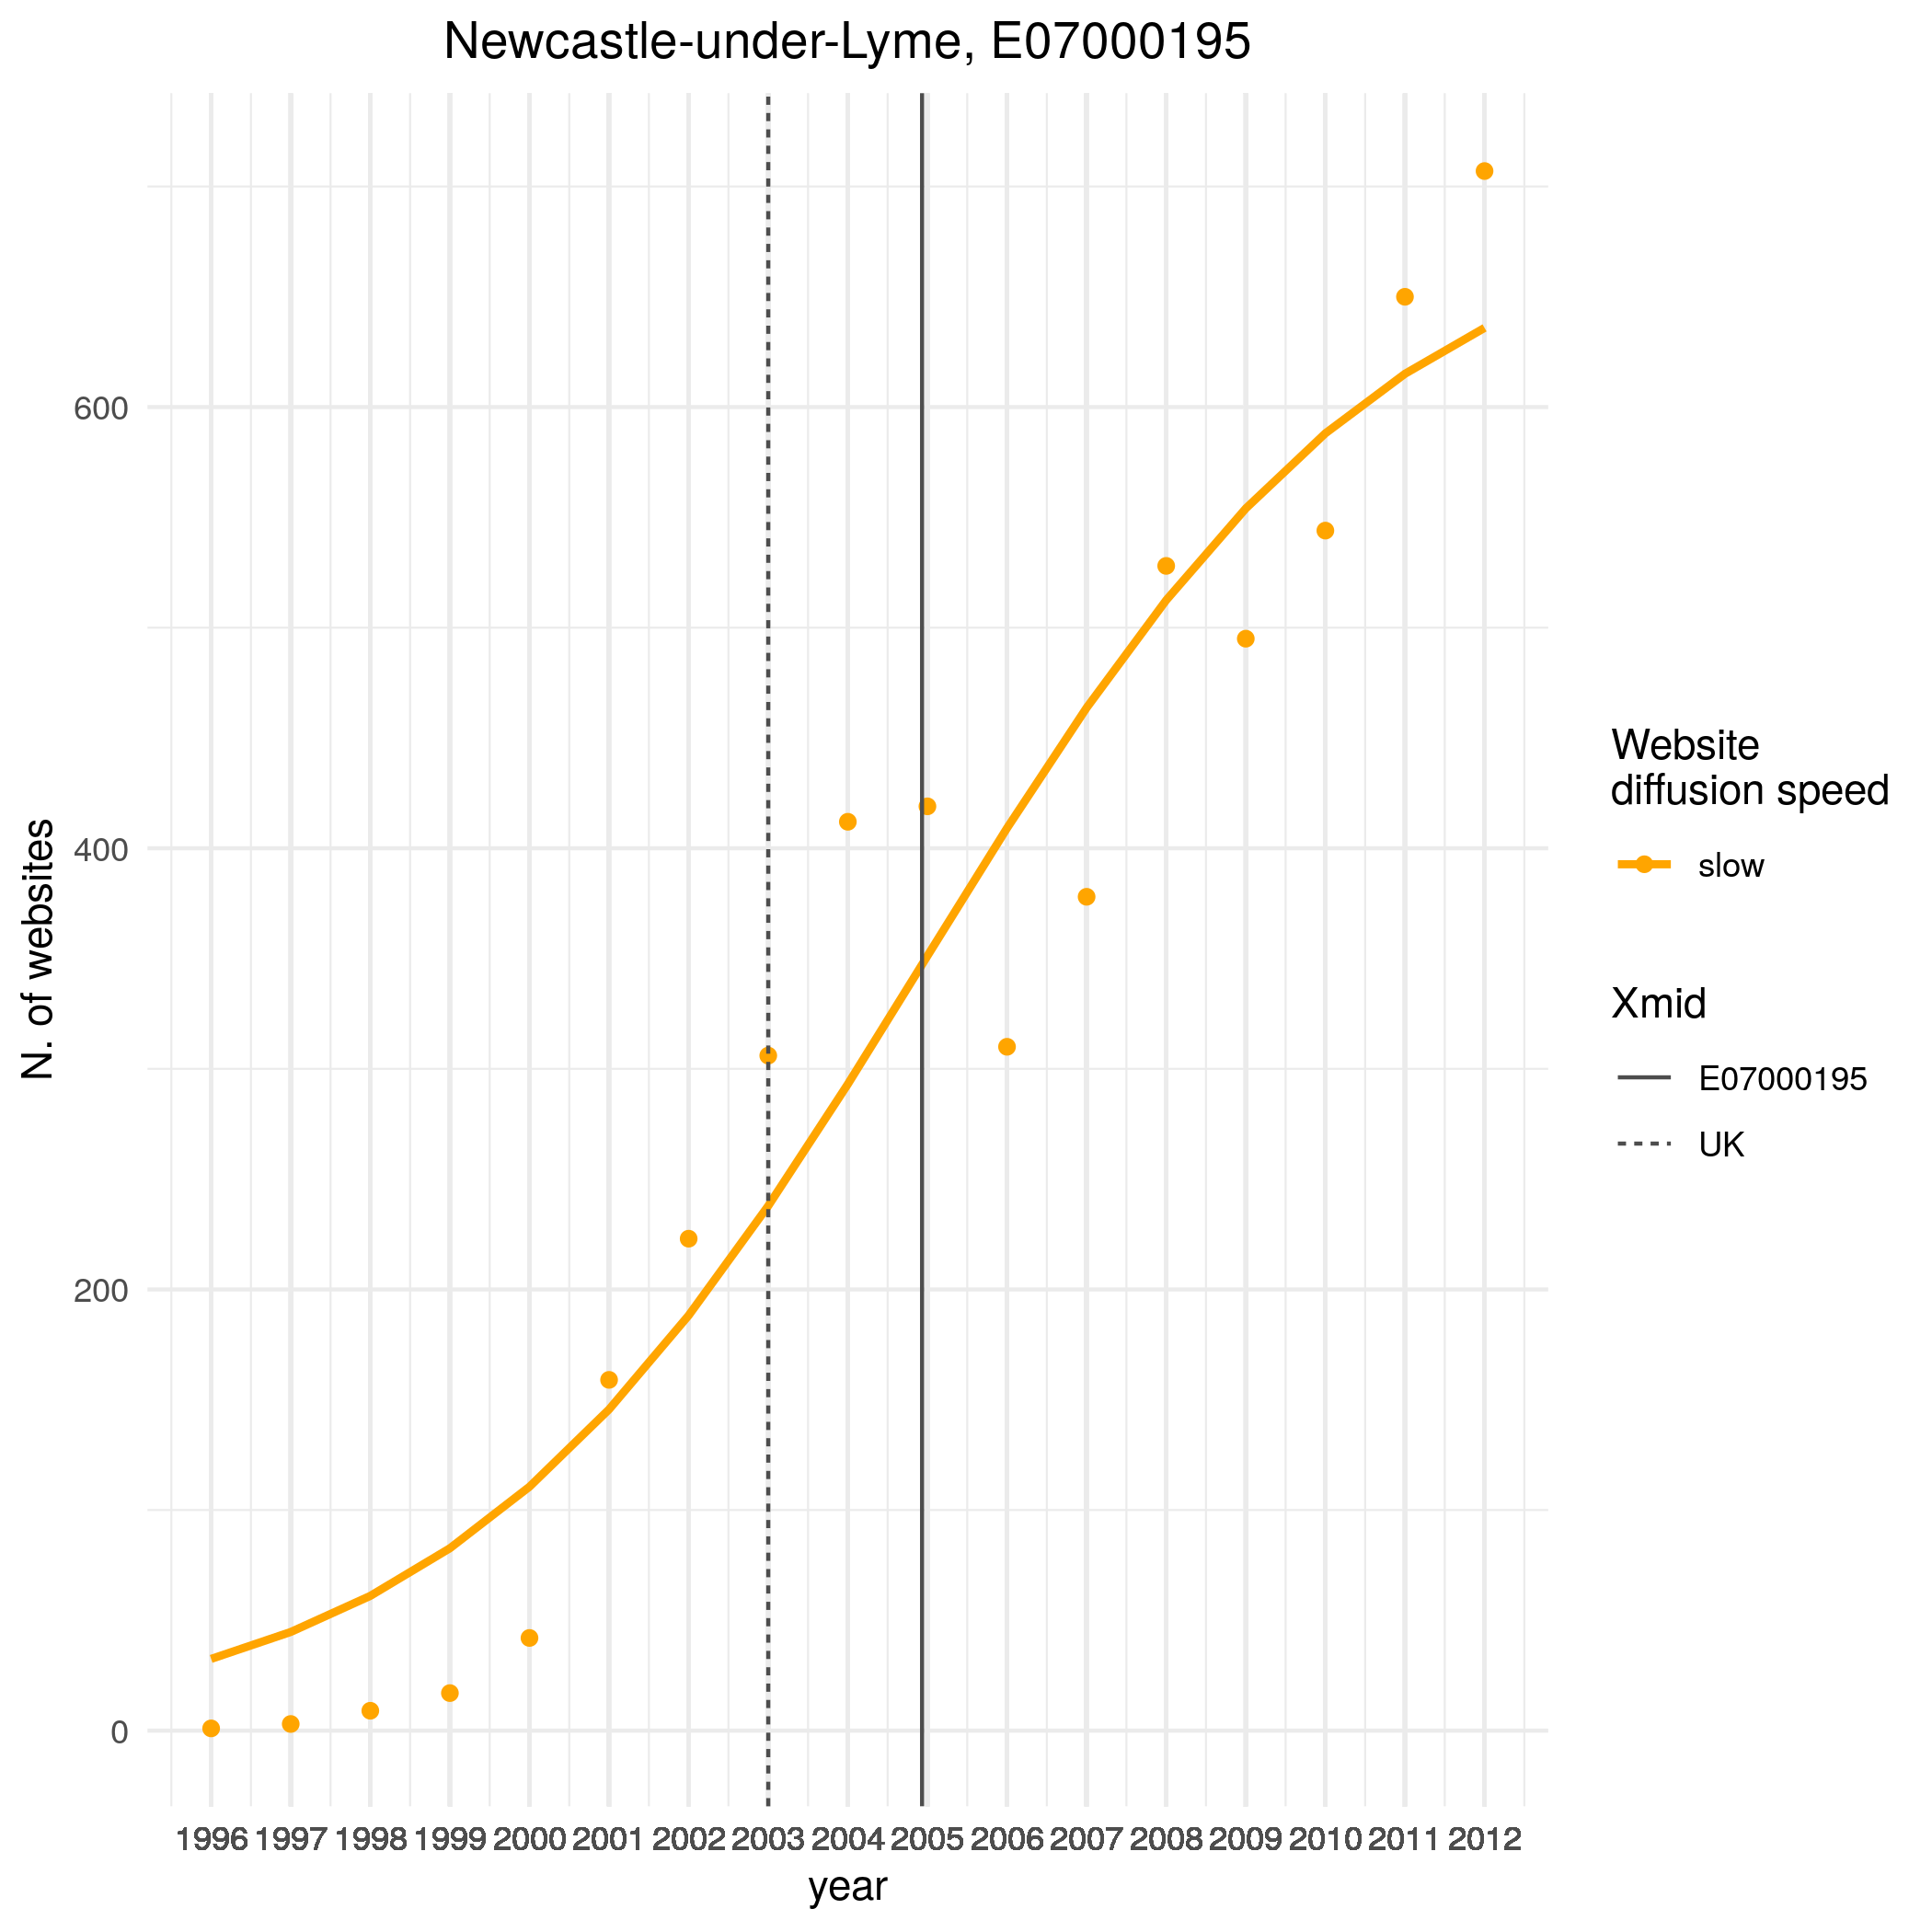 Newcastle-under-Lyme, E07000195
N. of websites
600
400
200
0
1996 1997 1998 1999 2000 2001 2002 2003 2004 2005 2006 2007 2008 2009 2010 2011 2012
year
Website
diffusion speed
slow
Xmid
E07000195
UK